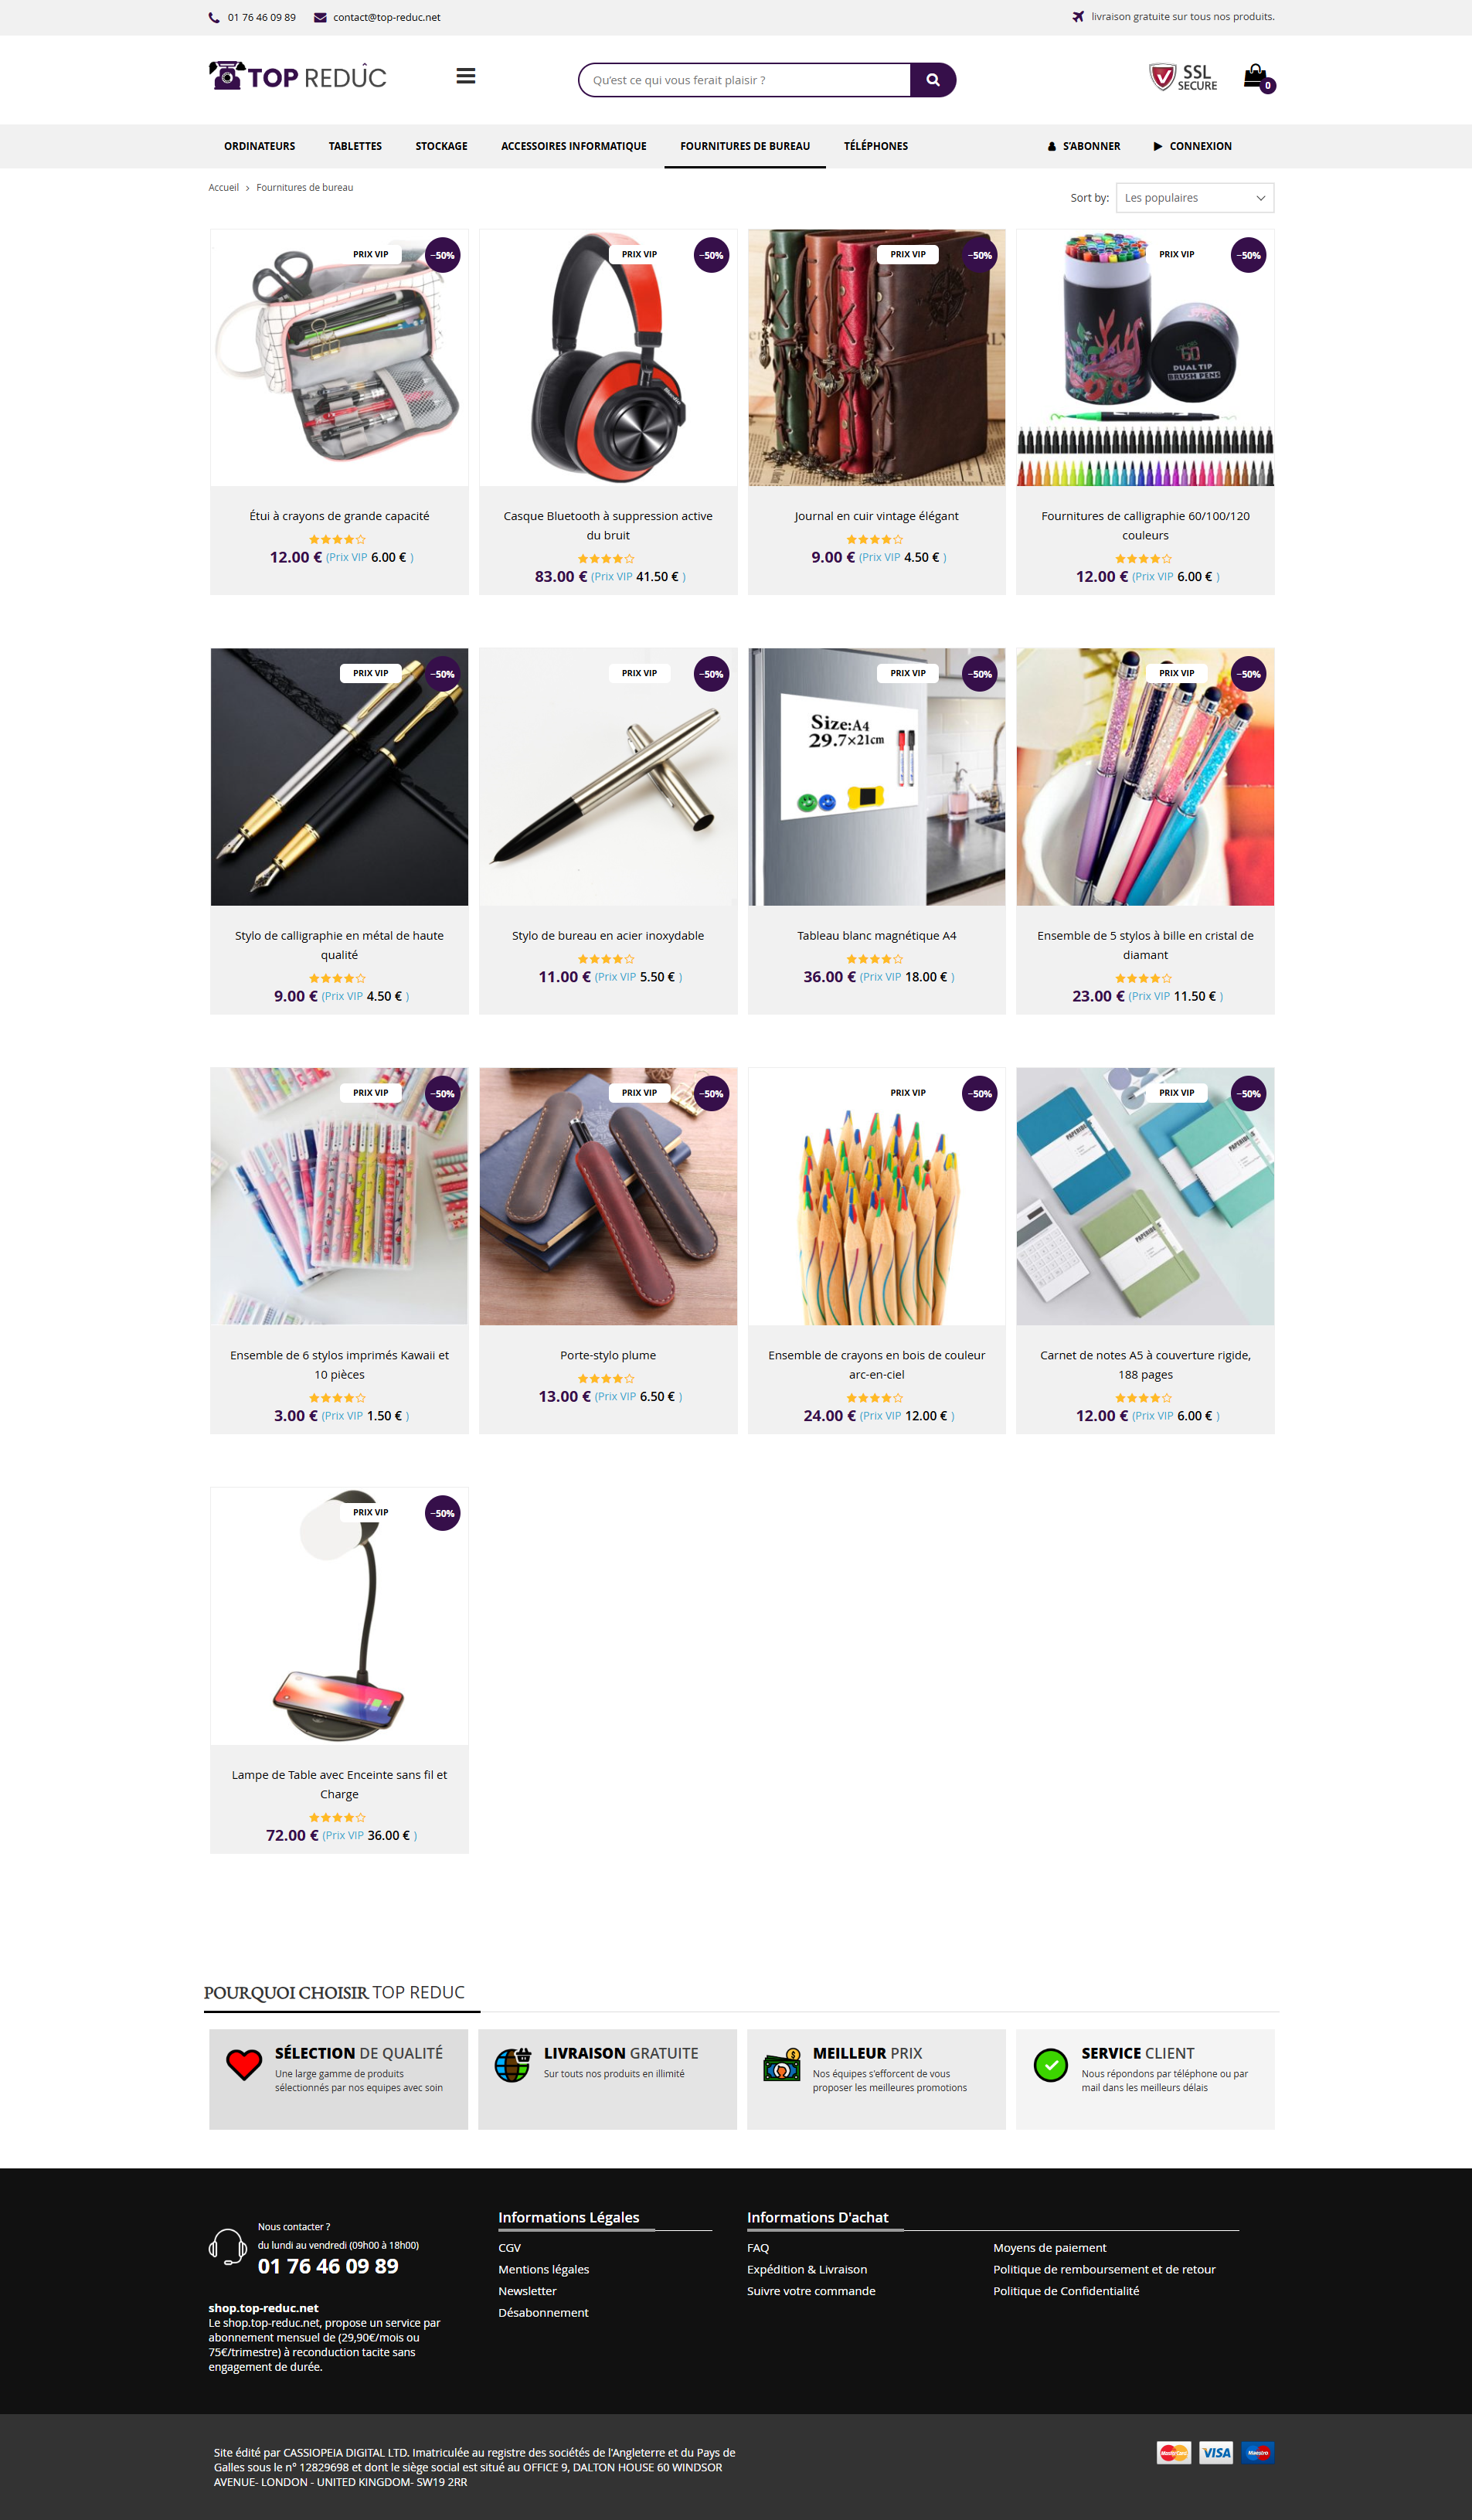 01 76 46 09 89
contact@top-reduc.net
livraison gratuite sur tous nos produits.
TOP REDÛC
Qu'est ce qui vous ferait plaisir ?
SSL
SECURE
0
ORDINATEURS
TABLETTES
STOCKAGE
ACCESSOIRES INFORMATIQUE
FOURNITURES DE BUREAU
TÉLÉPHONES
S'ABONNER
CONNEXION
Accueil › Fournitures de bureau
Sort by:
Les populaires
PRIX VIP
-50%
PRIX VIP
-50%
PRIX VIP
-50%
PRIX VIP
-50%
60
DUAL TIP
BRUSH PENS
Étui à crayons de grande capacité
12.00 € (Prix VIP 6.00 € )
Casque Bluetooth à suppression active
du bruit
83.00 € (Prix VIP 41.50 € )
Journal en cuir vintage élégant
9.00 € (Prix VIP 4.50 € )
Fournitures de calligraphie 60/100/120
couleurs
12.00 € (Prix VIP 6.00 € )
PRIX VIP
-50%
PRIX VIP
-50%
PRIX VIP
-50%
PRIX VIP
-50%
Size:A4
29.7×21cm
Stylo de calligraphie en métal de haute
qualité
9.00 € (Prix VIP 4.50 € )
Stylo de bureau en acier inoxydable
11.00 € (Prix VIP 5.50 € )
Tableau blanc magnétique A4
36.00 € (Prix VIP 18.00 € )
Ensemble de 5 stylos à bille en cristal de
diamant
23.00 € (Prix VIP 11.50 € )
PRIX VIP
-50%
PRIX VIP
-50%
PRIX VIP
-50%
PRIX VIP
-50%
Ensemble de 6 stylos imprimés Kawaii et
10 pièces
3.00 € (Prix VIP 1.50 € )
Porte-stylo plume
13.00 € (Prix VIP 6.50 € )
Ensemble de crayons en bois de couleur
arc-en-ciel
24.00 € (Prix VIP 12.00 € )
Carnet de notes A5 à couverture rigide,
188 pages
12.00 € (Prix VIP 6.00 € )
PRIX VIP
-50%
Lampe de Table avec Enceinte sans fil et
Charge
72.00 € (Prix VIP 36.00 € )
POURQUOI CHOISIR TOP REDUC
SÉLECTION DE QUALITÉ
Une large gamme de produits
sélectionnés par nos equipes avec soin
LIVRAISON GRATUITE
Sur touts nos produits en illimité
MEILLEUR PRIX
Nos équipes s'efforcent de vous
proposer les meilleures promotions
SERVICE CLIENT
Nous répondons par téléphone ou par
mail dans les meilleurs délais
Nous contacter ?
du lundi au vendredi (09h00 à 18h00)
01 76 46 09 89
shop.top-reduc.net
Le shop.top-reduc.net, propose un service par
abonnement mensuel de (29,90€/mois ou
75€/trimestre) à reconduction tacite sans
engagement de durée.
Informations Légales
CGV
Mentions légales
Newsletter
Désabonnement
Informations D'achat
FAQ
Expédition & Livraison
Suivre votre commande
Moyens de paiement
Politique de remboursement et de retour
Politique de Confidentialité
Site édité par CASSIOPEIA DIGITAL LTD. Imatriculée au registre des sociétés de l'Angleterre et du Pays de
Galles sous le n° 12829698 et dont le siège social est situé au OFFICE 9, DALTON HOUSE 60 WINDSOR
AVENUE- LONDON - UNITED KINGDOM- SW19 2RR
MasterCard
VISA
Maestro